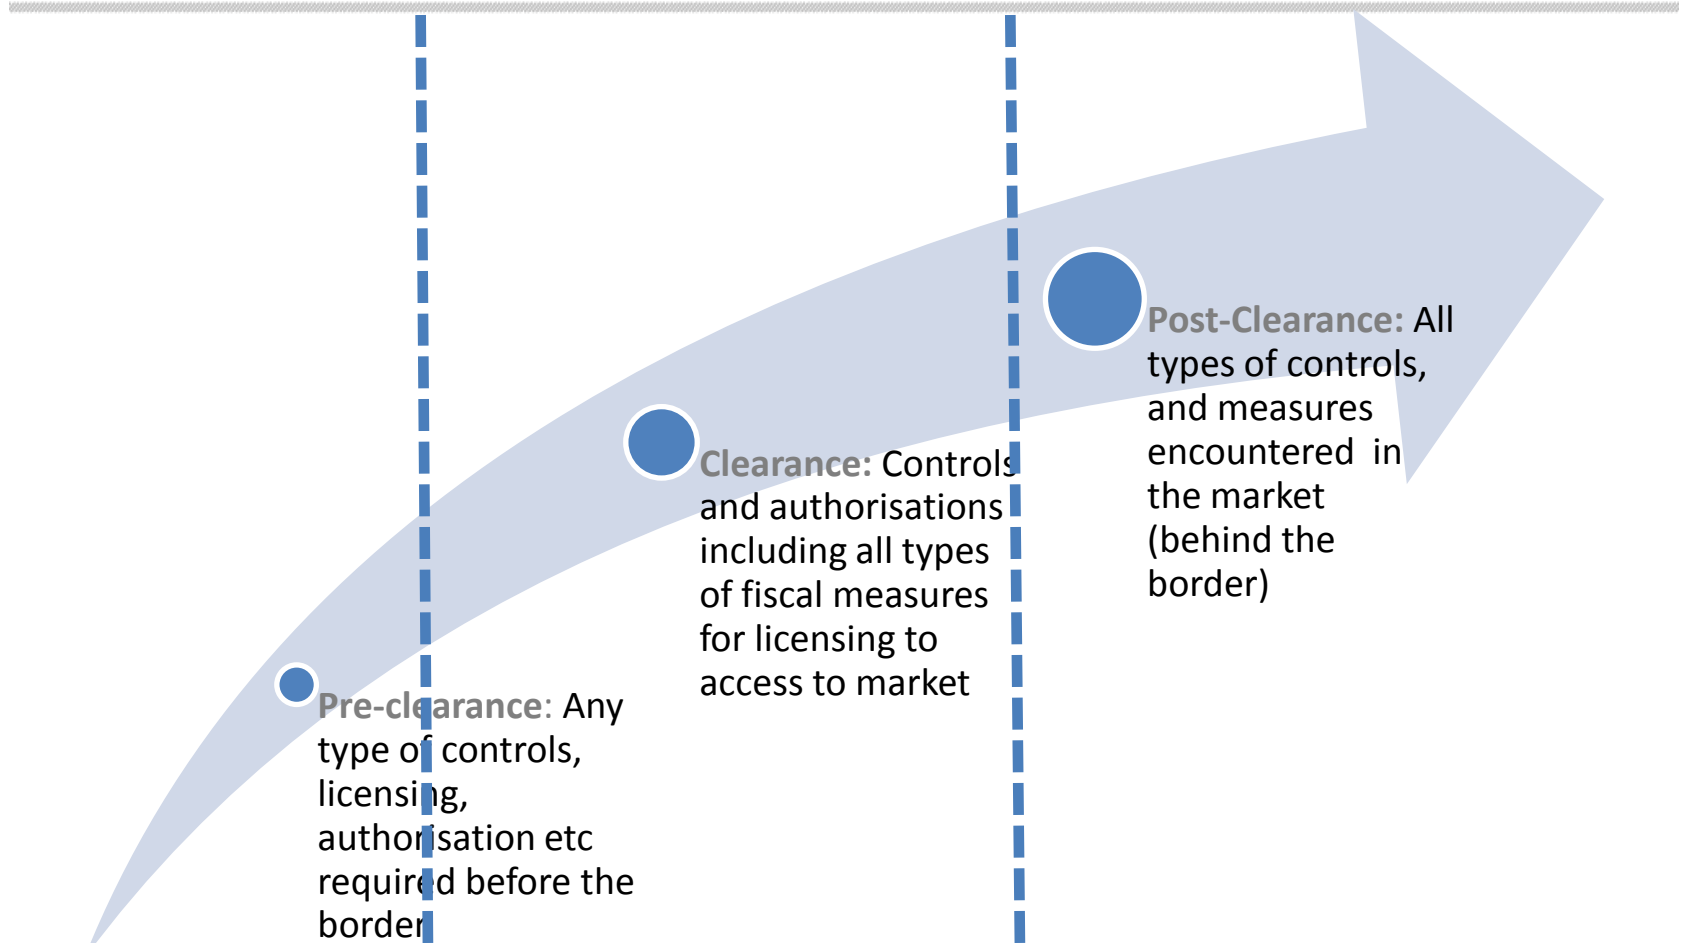 Post-Clearance: All
types of controls,
and measures
encountered  in
the market
(behind the
border)
Clearance: Controls
and authorisations
including all types
of fiscal measures
for licensing to
access to market
Pre-clearance: Any
type of controls,
licensing,
authorisation etc
required before the
border